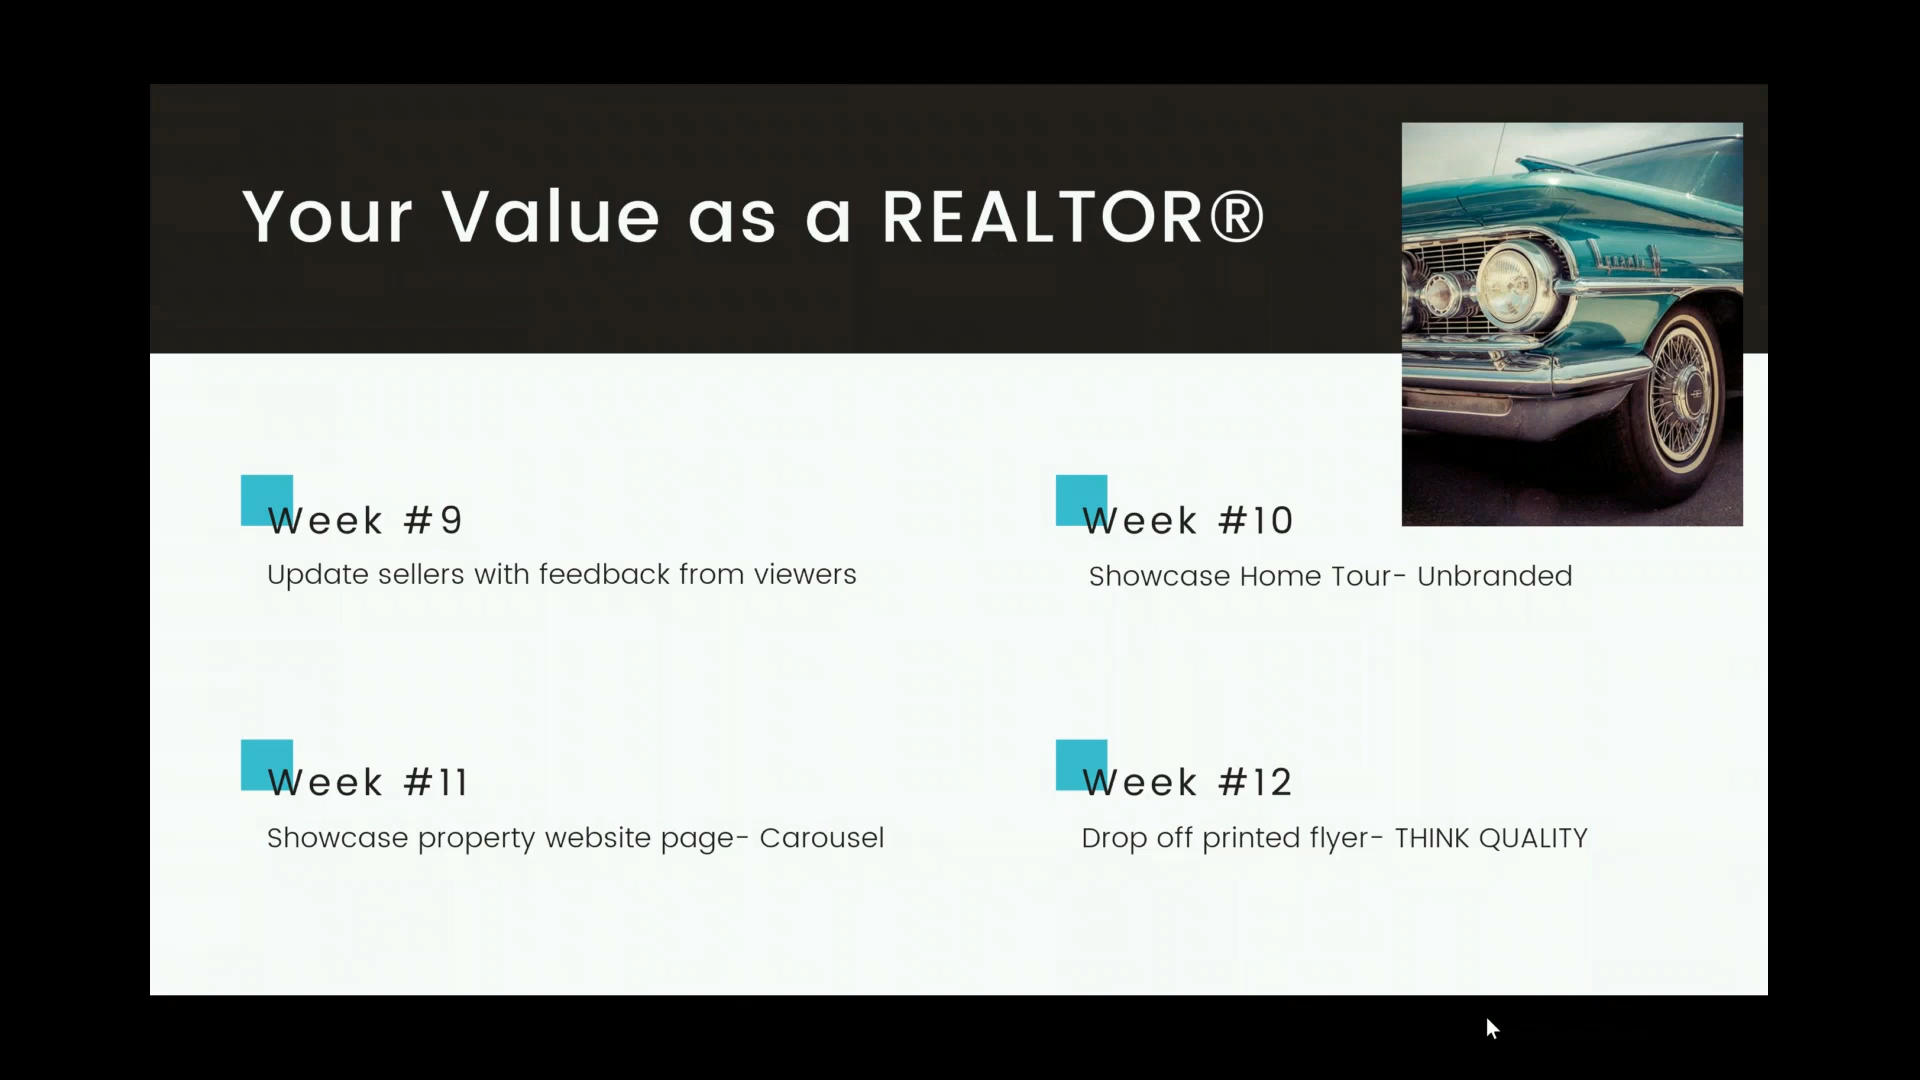 Your Value as a REALTOR®
Week #9
Update sellers with feedback from viewers
Week #10
Showcase Home Tour- Unbranded
Week #11
Showcase property website page- Carousel
Week #12
Drop off printed flyer- THINK QUALITY